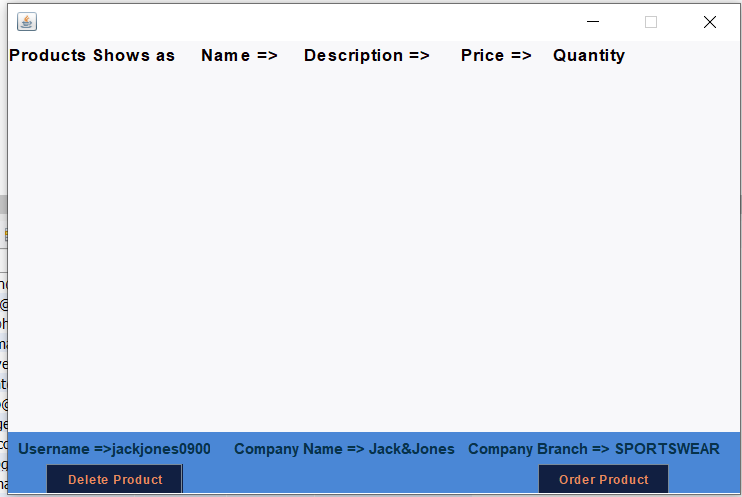 Products Shows as Name => Description => Price => Quantity
Username =>jackjones0900 Company Name => Jack&Jones Company Branch => SPORTSWEAR
Delete Product Order Product